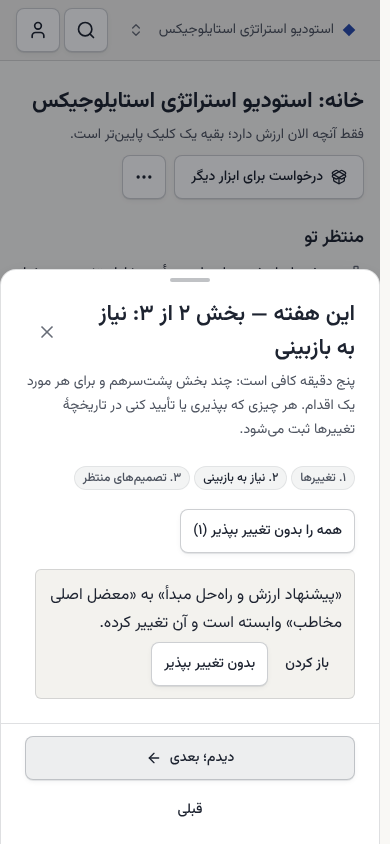 استودیو استراتژی استایلوجیکس
خانه: استودیو استراتژی استایلوجیکس
فقط آنچه الان ارزش دارد؛ بقیه یک کلیک پایین‌تر است.
درخواست برای ابزار دیگر
منتظر تو
این هفته — بخش ۲ از ۳: نیاز
به بازبینی
پنج دقیقه کافی است: چند بخش پشت‌سرهم و برای هر مورد
یک اقدام. هر چیزی که بپذیری یا تأیید کنی در تاریخچهٔ
تغییرها ثبت می‌شود.
۱. تغییرها
۲. نیاز به بازبینی
۳. تصمیم‌های منتظر
همه را بدون تغییر بپذیر (۱)
«پیشنهاد ارزش و راه‌حل مبدأ» به «معضل اصلی
مخاطب» وابسته است و آن تغییر کرده.
باز کردن
بدون تغییر بپذیر
دیدم؛ بعدی
قبلی